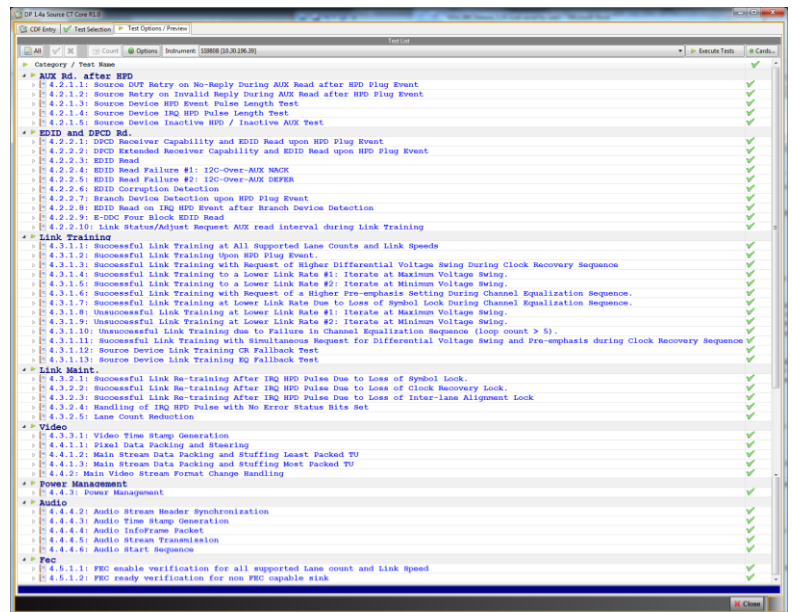 DP 1.4a Source CT Core R1.0
CDF Entry Test Selection Test Options / Preview
Test List
All Count Options Instrument: 980B [10.30.196.39] Execute Tests Cards...
Category / Test Name
AUX Rd. after HPD
4.2.1.1: Source DUT Retry on No-Reply During AUX Read after HPD Plug Event
4.2.1.2: Source Retry on Invalid Reply During AUX Read after HPD Plug Event
4.2.1.3: Source Device HPD Event Pulse Length Test
4.2.1.4: Source Device IRQ HPD Pulse Length Test
4.2.1.5: Source Device Inactive HPD / Inactive AUX Test
EDID and DPCD Rd.
4.2.2.1: DPCD Receiver Capability and EDID Read upon HPD Plug Event
4.2.2.2: DPCD Extended Receiver Capability and EDID Read upon HPD Plug Event
4.2.2.3: EDID Read
4.2.2.4: EDID Read Failure #1: I2C-Over-AUX NACK
4.2.2.5: EDID Read Failure #2: I2C-Over-AUX DEFER
4.2.2.6: EDID Corruption Detection
4.2.2.7: Branch Device Detection upon HPD Plug Event
4.2.2.8: EDID Read on IRQ HPD Event after Branch Device Detection
4.2.2.9: E-DDC Four Block EDID Read
4.2.2.10: Link Status/Adjust Request AUX read interval during Link Training
Link Training
4.3.1.1: Successful Link Training at All Supported Lane Counts and Link Speeds
4.3.1.2: Successful Link Training Upon HPD Plug Event.
4.3.1.3: Successful Link Training with Request of Higher Differential Voltage Swing During Clock Recovery Sequence
4.3.1.4: Successful Link Training to a Lower Link Rate #1: Iterate at Maximum Voltage Swing.
4.3.1.5: Successful Link Training to a Lower Link Rate #2: Iterate at Minimum Voltage Swing.
4.3.1.6: Successful Link Training with Request of a Higher Pre-emphasis Setting During Channel Equalization Sequence.
4.3.1.7: Successful Link Training at Lower Link Rate Due to Loss of Symbol Lock During Channel Equalization Sequence.
4.3.1.8: Unsuccessful Link Training at Lower Link Rate #1: Iterate at Maximum Voltage Swing.
4.3.1.9: Unsuccessful Link Training at Lower Link Rate #2: Iterate at Minimum Voltage Swing.
4.3.1.10: Unsuccessful Link Training due to Failure in Channel Equalization Sequence (loop count > 5).
4.3.1.11: Successful Link Training with Simultaneous Request for Differential Voltage Swing and Pre-emphasis during Clock Recovery Sequence
4.3.1.12: Source Device Link Training CR Fallback Test
4.3.1.13: Source Device Link Training EQ Fallback Test
Link Maint.
4.3.2.1: Successful Link Re-training After IRQ HPD Pulse Due to Loss of Symbol Lock.
4.3.2.2: Successful Link Re-training After IRQ HPD Pulse Due to Loss of Clock Recovery Lock.
4.3.2.3: Successful Link Re-training After IRQ HPD Pulse Due to Loss of Inter-lane Alignment Lock
4.3.2.4: Handling of IRQ HPD Pulse with No Error Status Bits Set
4.3.2.5: Lane Count Reduction
Video
4.3.3.1: Video Time Stamp Generation
4.4.1.1: Pixel Data Packing and Steering
4.4.1.2: Main Stream Data Packing and Stuffing Least Packed TU
4.4.1.3: Main Stream Data Packing and Stuffing Most Packed TU
4.4.2: Main Video Stream Format Change Handling
Power Management
4.4.3: Power Management
Audio
4.4.4.2: Audio Stream Header Synchronization
4.4.4.3: Audio Time Stamp Generation
4.4.4.4: Audio InfoFrame Packet
4.4.4.5: Audio Stream Transmission
4.4.4.6: Audio Start Sequence
Fec
4.5.1.1: FEC enable verification for all supported Lane count and Link Speed
4.5.1.2: FEC ready verification for non FEC capable sink
Close